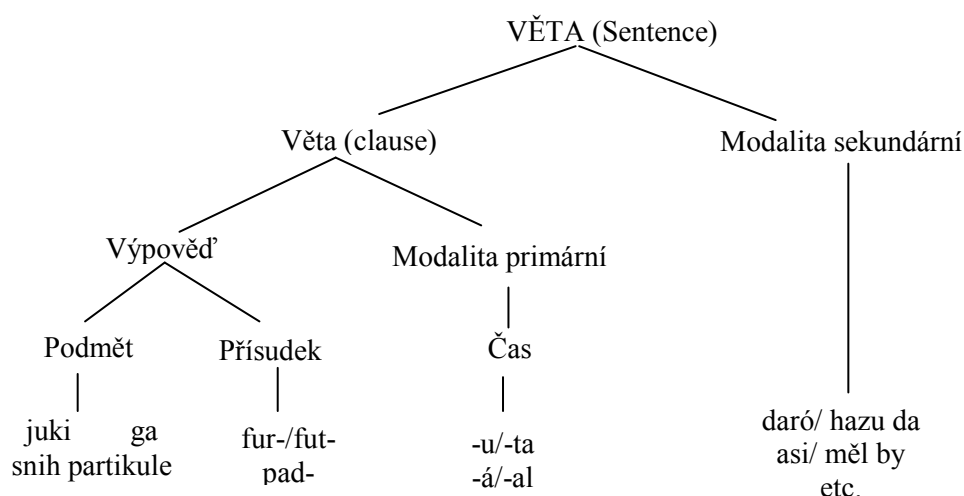 VĚTA (Sentence)
Věta (clause)
Modalita sekundární
Výpověď
Modalita primární
Podmět
Přísudek
Čas
juki ga
snih partikule
fur-/fut-
pad-
-u/-ta
-á/-al
daró/ hazu da
asi/ měl by
etc.